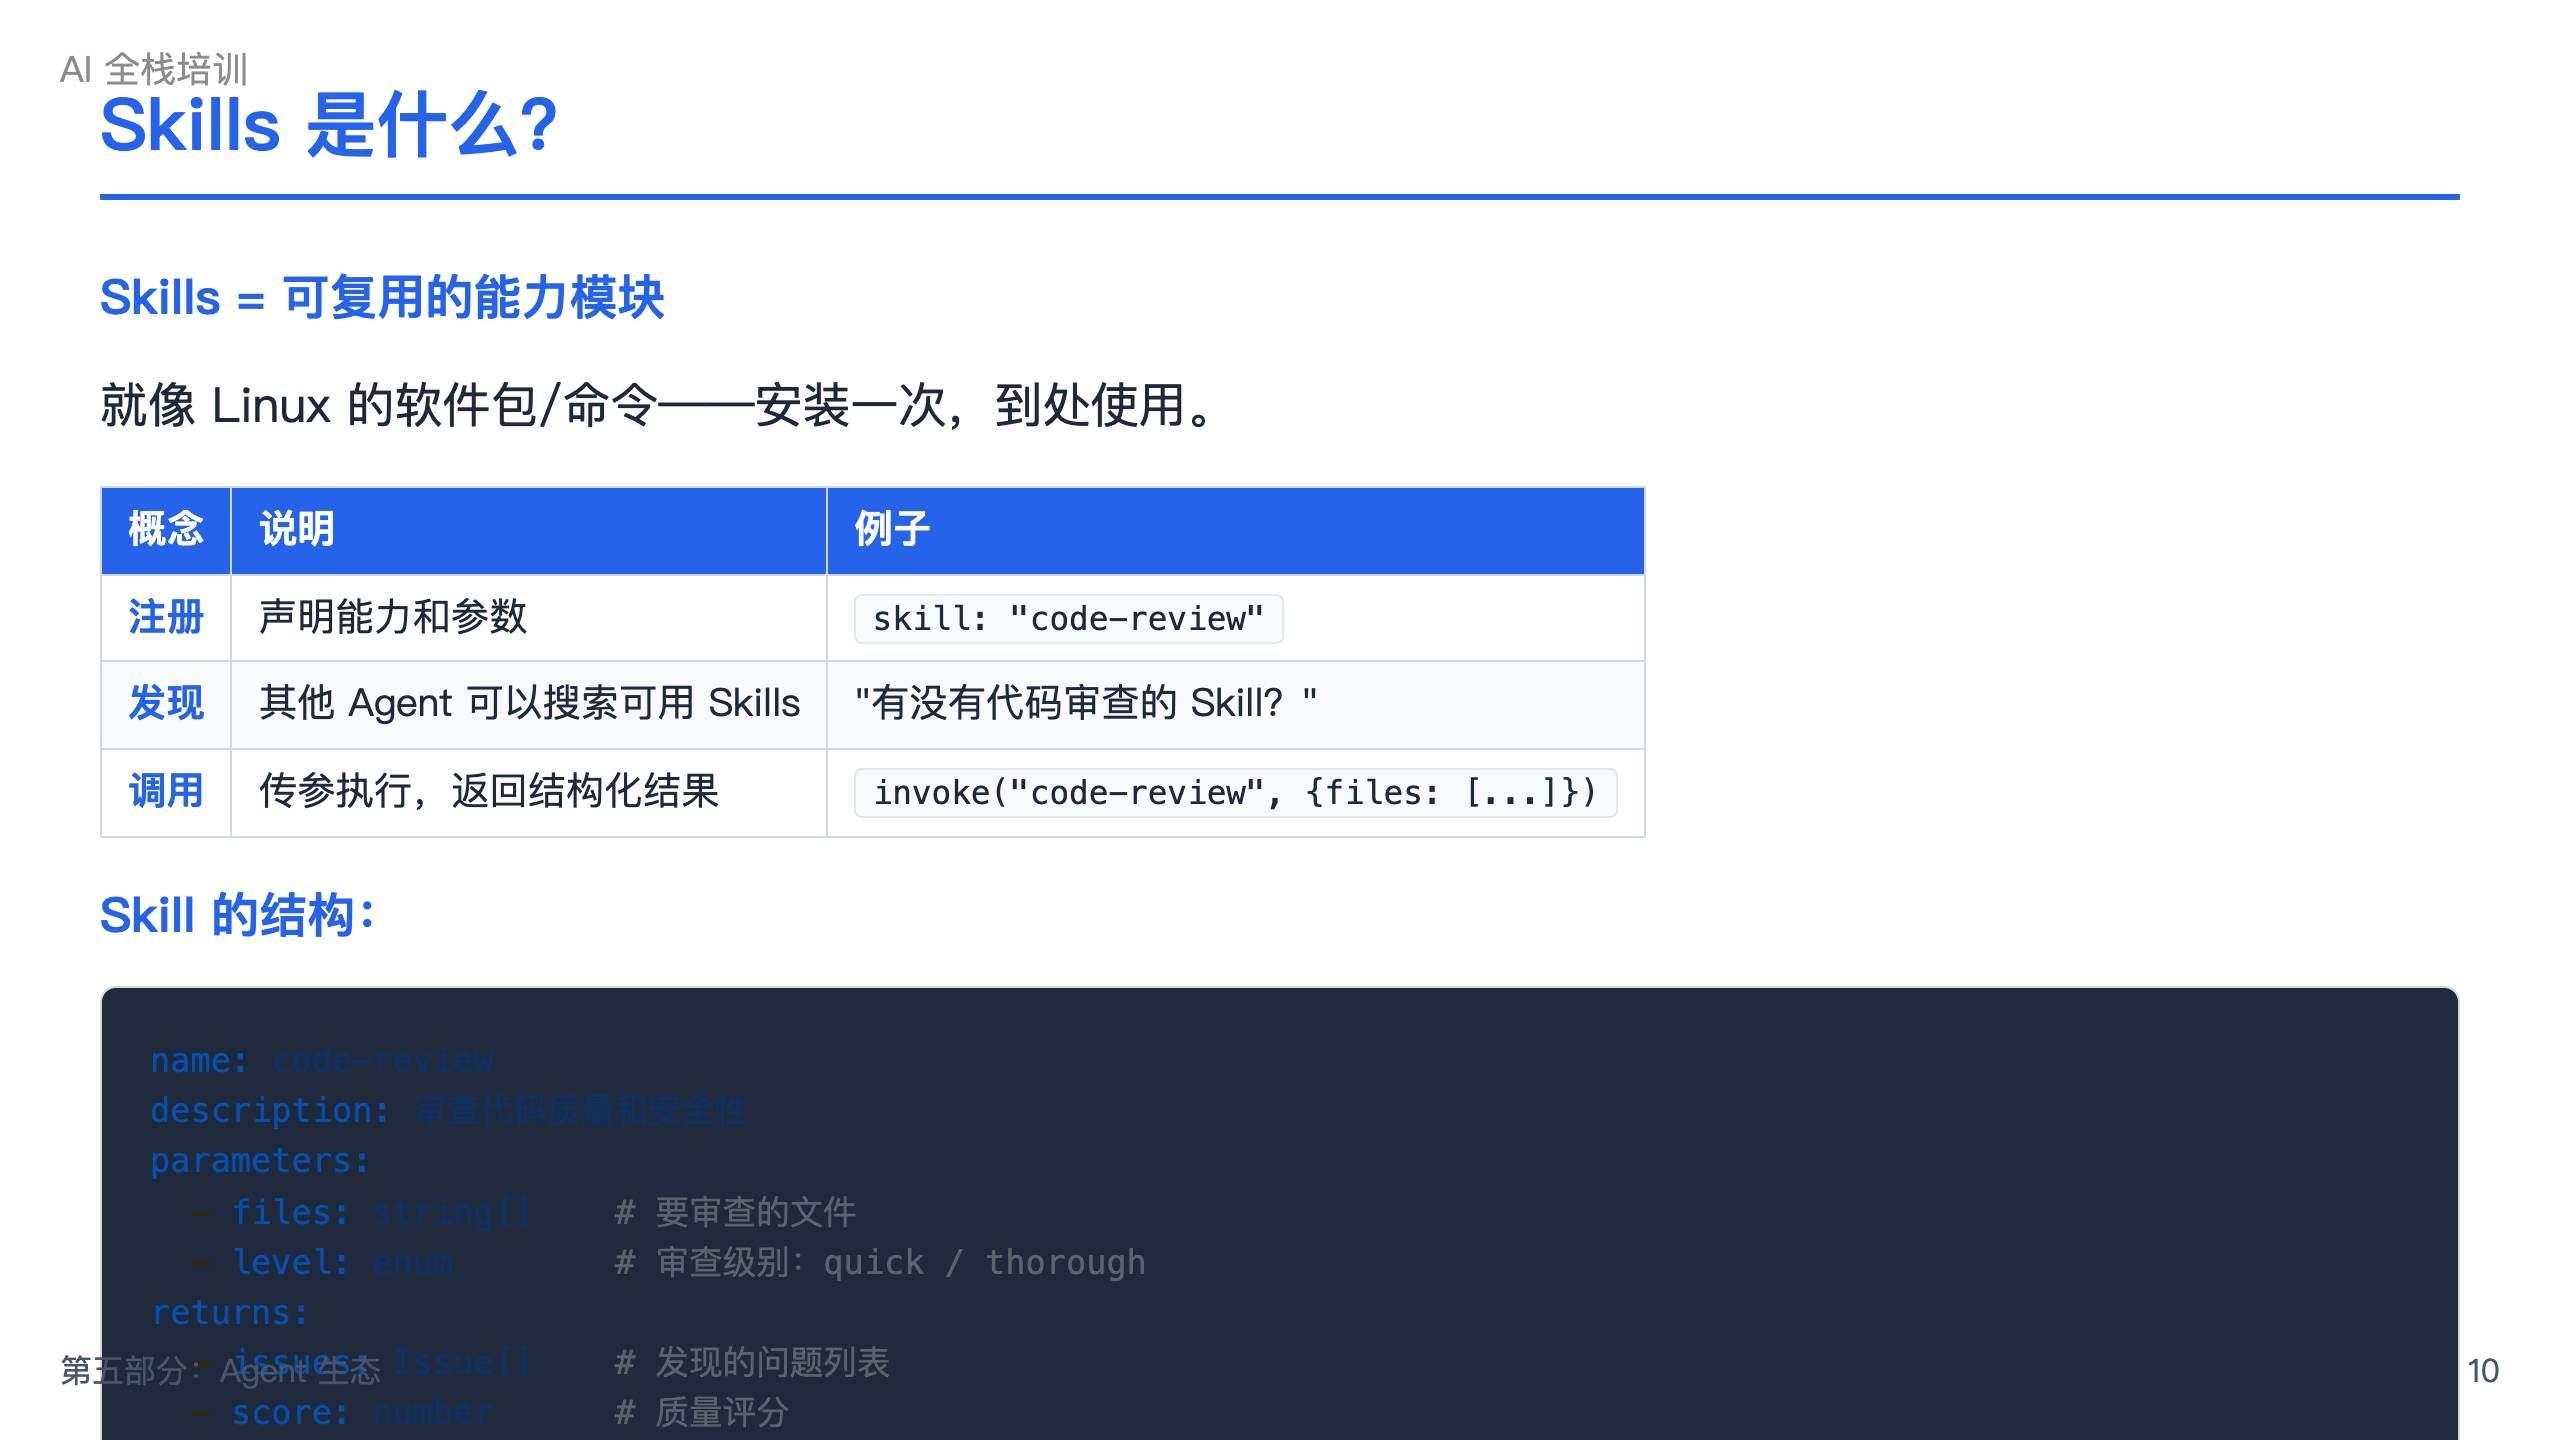 AI 全栈培训
Skills 是什么?
Skills = 可复用的能力模块
就像 Linux 的软件包/命令——安装一次，到处使用。
概念 说明 例子
注册 声明能力和参数 skill: "code-review"
发现 其他 Agent 可以搜索可用 Skills "有没有代码审查的 Skill？"
调用 传参执行，返回结构化结果 invoke("code-review", {files: [...]})
Skill 的结构：
name: code-review
description: 审查代码质量和安全性
parameters:
  - files: string[]    # 要审查的文件
  - level: enum        # 审查级别：quick / thorough
returns:
  - issues: Issue[]    # 发现的问题列表
  - score: number      # 质量评分
第五部分：Agent 生态
10